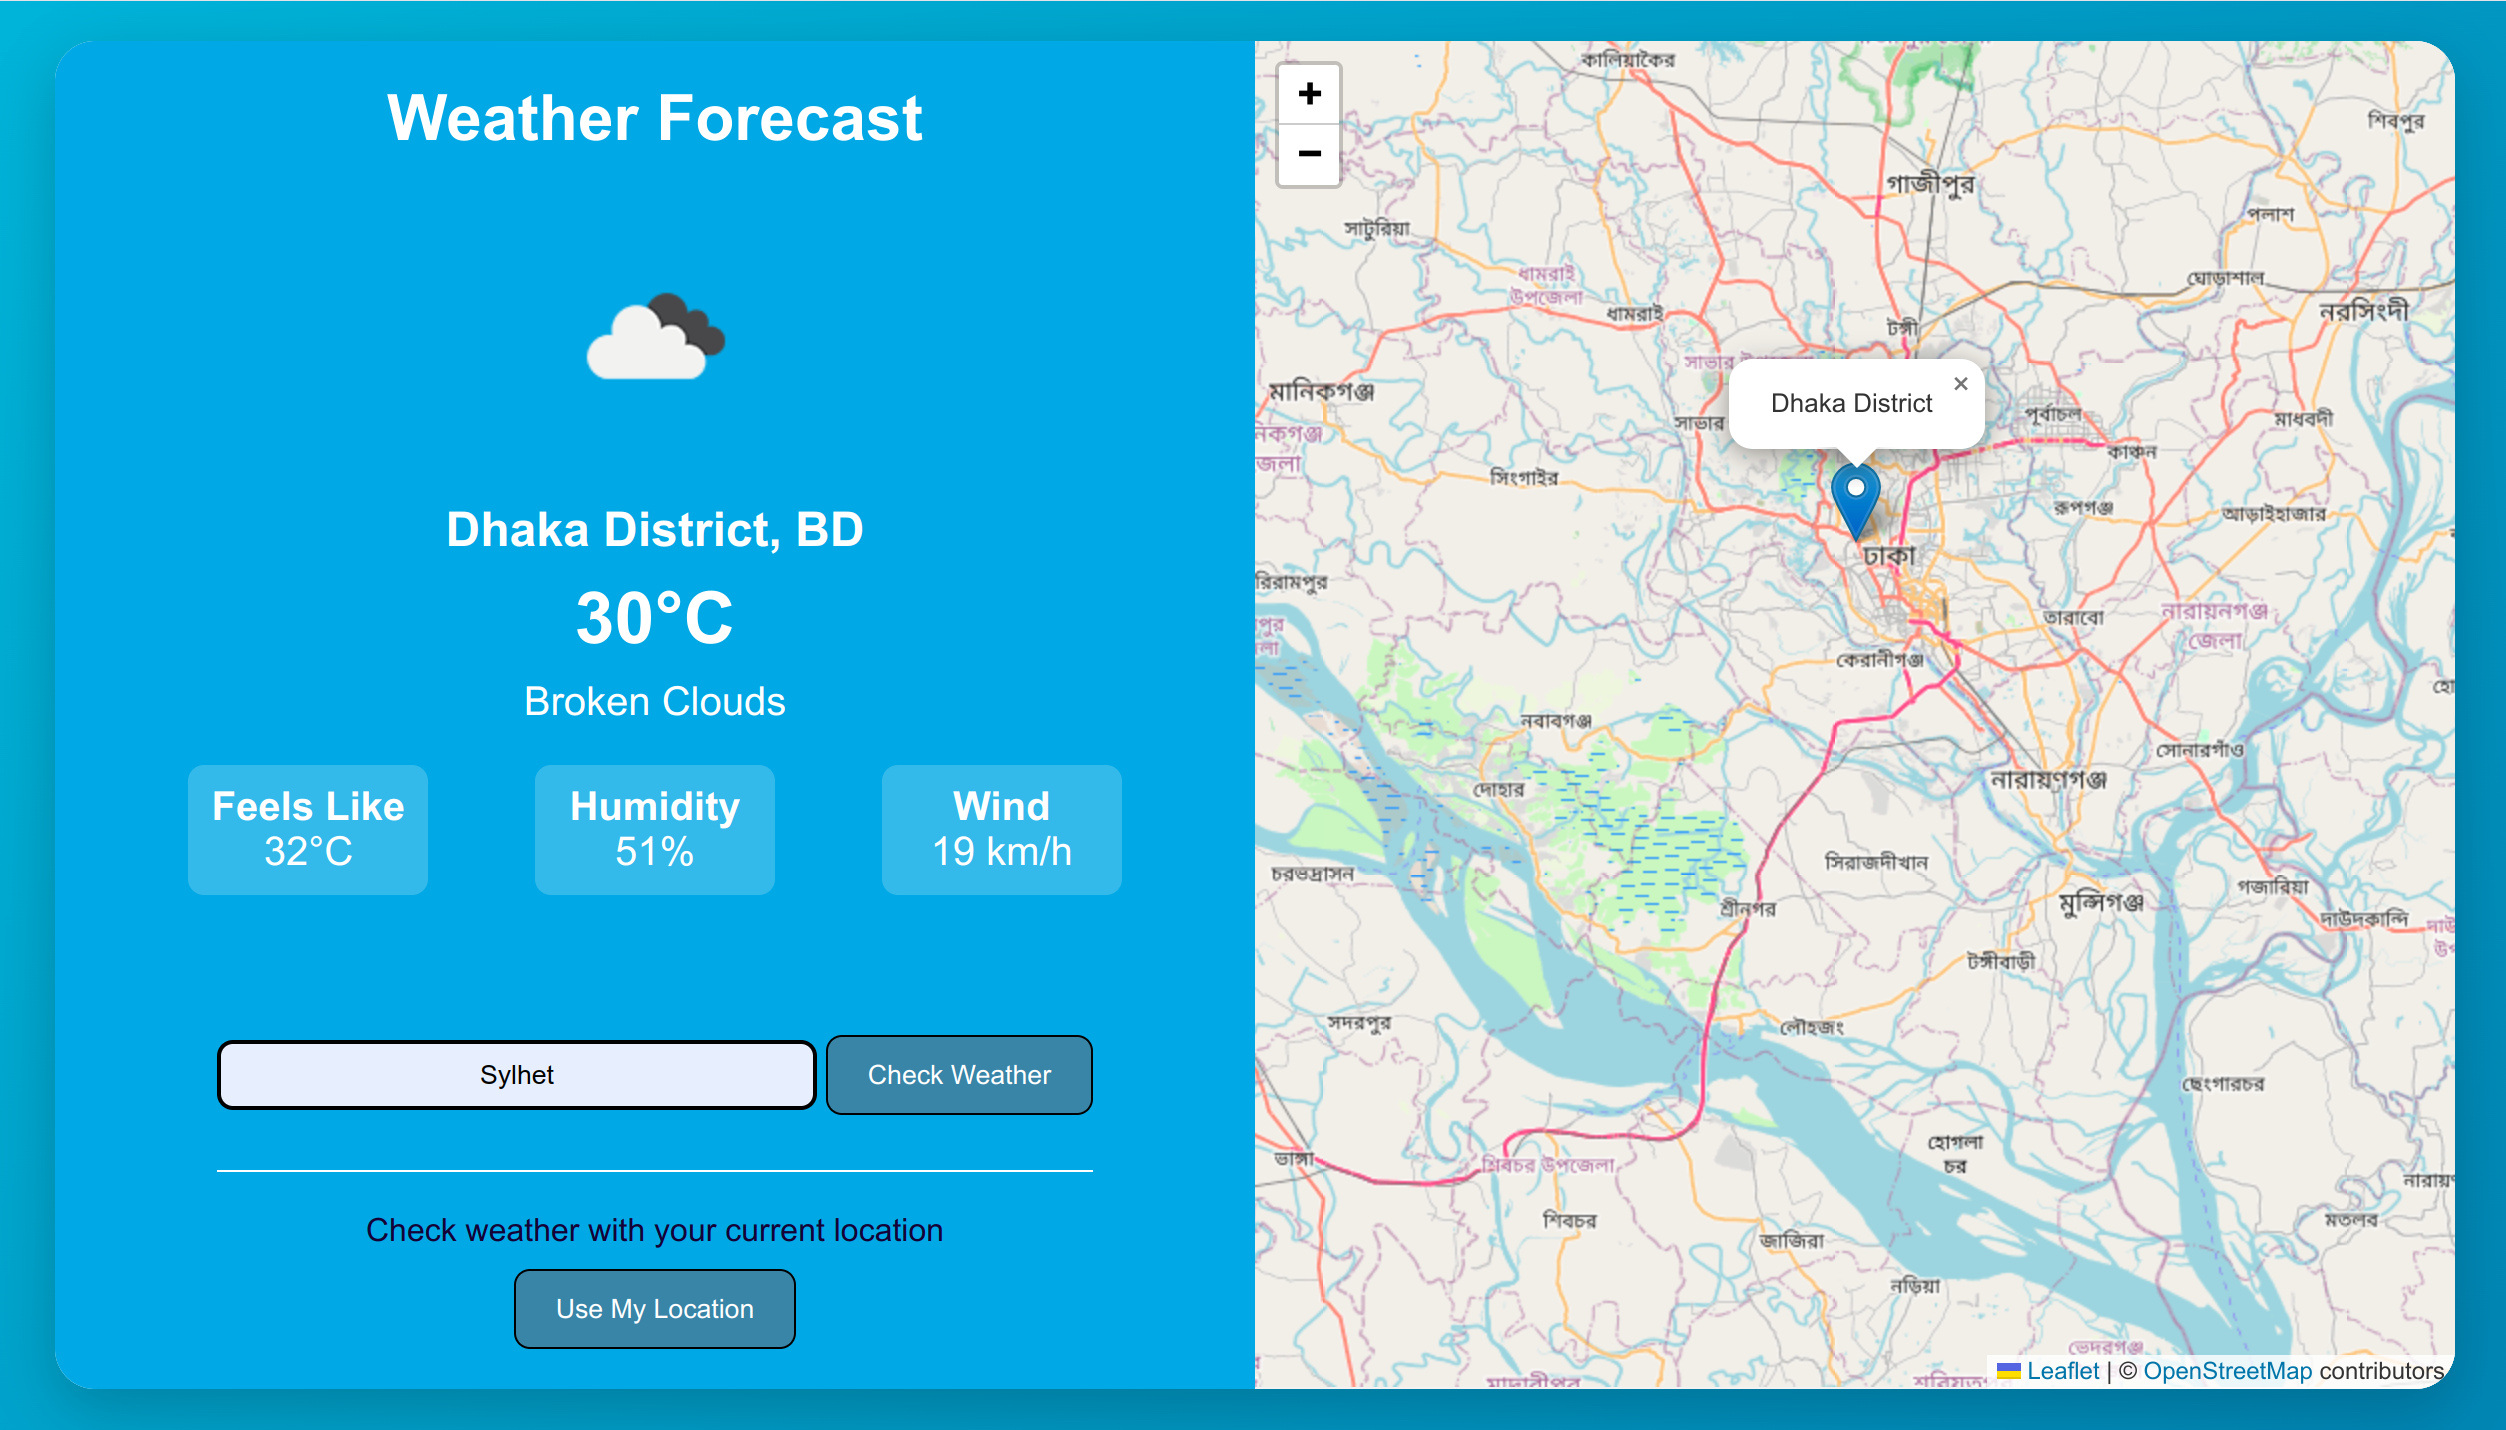 Weather Forecast
Dhaka District, BD
30°C
Broken Clouds
Feels Like
32°C
Humidity
51%
Wind
19 km/h
Sylhet
Check Weather
Check weather with your current location
Use My Location
+
−
কালিয়াকৈর
শিবপুর
গাজীপুর
সাটুরিয়া
পলাশ
ধামরাই
উপজেলা
ঘোড়াশাল
ধামরাই
নরসিংদী
টঙ্গী
সাভার
মানিকগঞ্জ
Dhaka District
×
সাভার
পূর্বাচল
মাধবদী
জেলা
কাঞ্চন
সিংগাইর
রূপগঞ্জ
আড়াইহাজার
ঢাকা
রিরামপুর
তারাবো
নারায়নগঞ্জ
জেলা
কেরানীগঞ্জ
নবাবগঞ্জ
সোনারগাঁও
নারায়ণগঞ্জ
দোহার
সিরাজদীখান
চরভদ্রাসন
গজারিয়া
মুন্সিগঞ্জ
শ্রীনগর
দাউদকান্দি
টঙ্গীবাড়ী
সদরপুর
লৌহজং
ছেংগারচর
হোগলা
চর
ভাঙ্গা
শিবচর উপজেলা
শিবচর
মতলব
জাজিরা
নড়িয়া
ভেদরগঞ্জ
Leaflet | © OpenStreetMap contributors